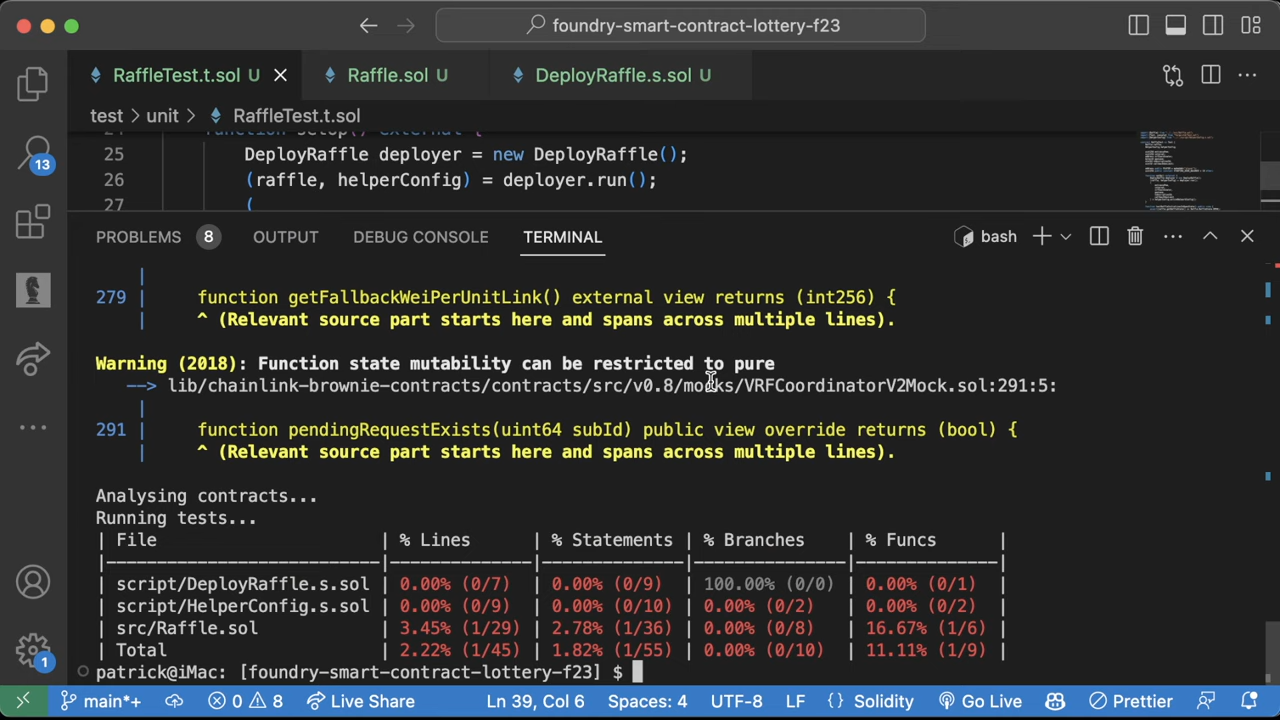 foundry-smart-contract-lottery-f23
RaffleTest.t.sol U
Raffle.sol U
DeployRaffle.s.sol U
test > unit > RaffleTest.t.sol
24 function setUp() external {
25 DeployRaffle deployer = new DeployRaffle();
26 (raffle, helperConfig) = deployer.run();
27 (
13
PROBLEMS 8 OUTPUT DEBUG CONSOLE TERMINAL bash
|
279 | function getFallbackWeiPerUnitLink() external view returns (int256) {
| ^ (Relevant source part starts here and spans across multiple lines).
Warning (2018): Function state mutability can be restricted to pure
--> lib/chainlink-brownie-contracts/contracts/src/v0.8/mocks/VRFCoordinatorV2Mock.sol:291:5:
|
291 | function pendingRequestExists(uint64 subId) public view override returns (bool) {
| ^ (Relevant source part starts here and spans across multiple lines).
Analysing contracts...
Running tests...
| File | % Lines | % Statements | % Branches | % Funcs |
|---------------------------|--------------|---------------|---------------|--------------|
| script/DeployRaffle.s.sol | 0.00% (0/7) | 0.00% (0/9) | 100.00% (0/0) | 0.00% (0/1) |
| script/HelperConfig.s.sol | 0.00% (0/9) | 0.00% (0/10) | 0.00% (0/2) | 0.00% (0/2) |
| src/Raffle.sol | 3.45% (1/29) | 2.78% (1/36) | 0.00% (0/8) | 16.67% (1/6) |
| Total | 2.22% (1/45) | 1.82% (1/55) | 0.00% (0/10) | 11.11% (1/9) |
patrick@iMac: [foundry-smart-contract-lottery-f23] $
1
main*+ 0 8 Live Share Ln 39, Col 6 Spaces: 4 UTF-8 LF {} Solidity Go Live Prettier